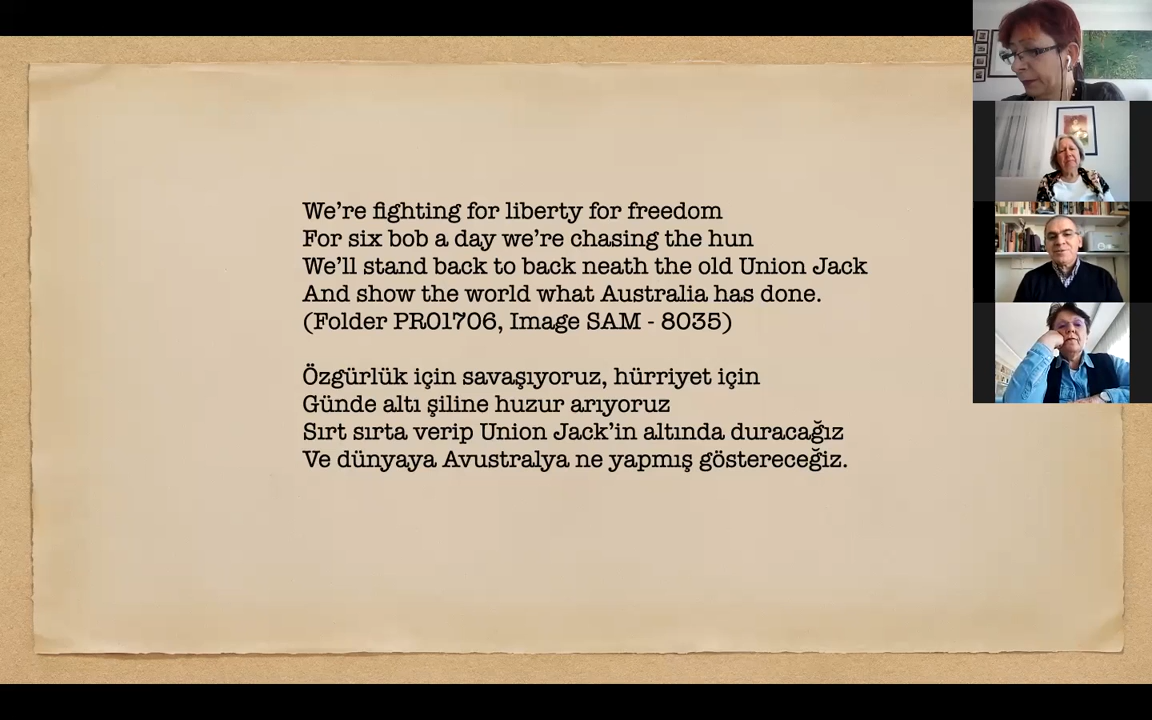 We're fighting for liberty for freedom
For six bob a day we're chasing the hun
We'll stand back to back neath the old Union Jack
And show the world what Australia has done.
(Folder PR01706, Image SAM - 8035)
Özgürlük için savaşıyoruz, hürriyet için
Günde altı şiline huzur arıyoruz
Sırt sırta verip Union Jack'in altında duracağız
Ve dünyaya Avustralya ne yapmış göstereceğiz.